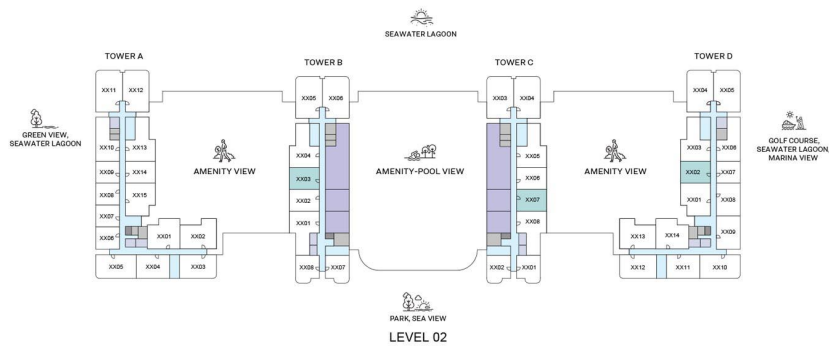 SEAWATER LAGOON
TOWER A
TOWER B
TOWER C
TOWER D
XX11 XX12
XX05 XX06
XX03 XX04
XX04 XX05
GREEN VIEW,
SEAWATER LAGOON
GOLF COURSE,
SEAWATER LAGOON,
MARINA VIEW
AMENITY VIEW
AMENITY-POOL VIEW
AMENITY VIEW
XX10 XX13
XX09 XX14
XX08 XX15
XX07
XX06 XX01 XX02
XX05 XX04 XX03
XX04
XX03
XX02
XX01
XX08 XX07
XX05
XX06
XX07
XX08
XX02 XX01
XX03 XX06
XX02 XX07
XX01 XX08
XX13 XX14 XX09
XX12 XX11 XX10
PARK, SEA VIEW
LEVEL 02